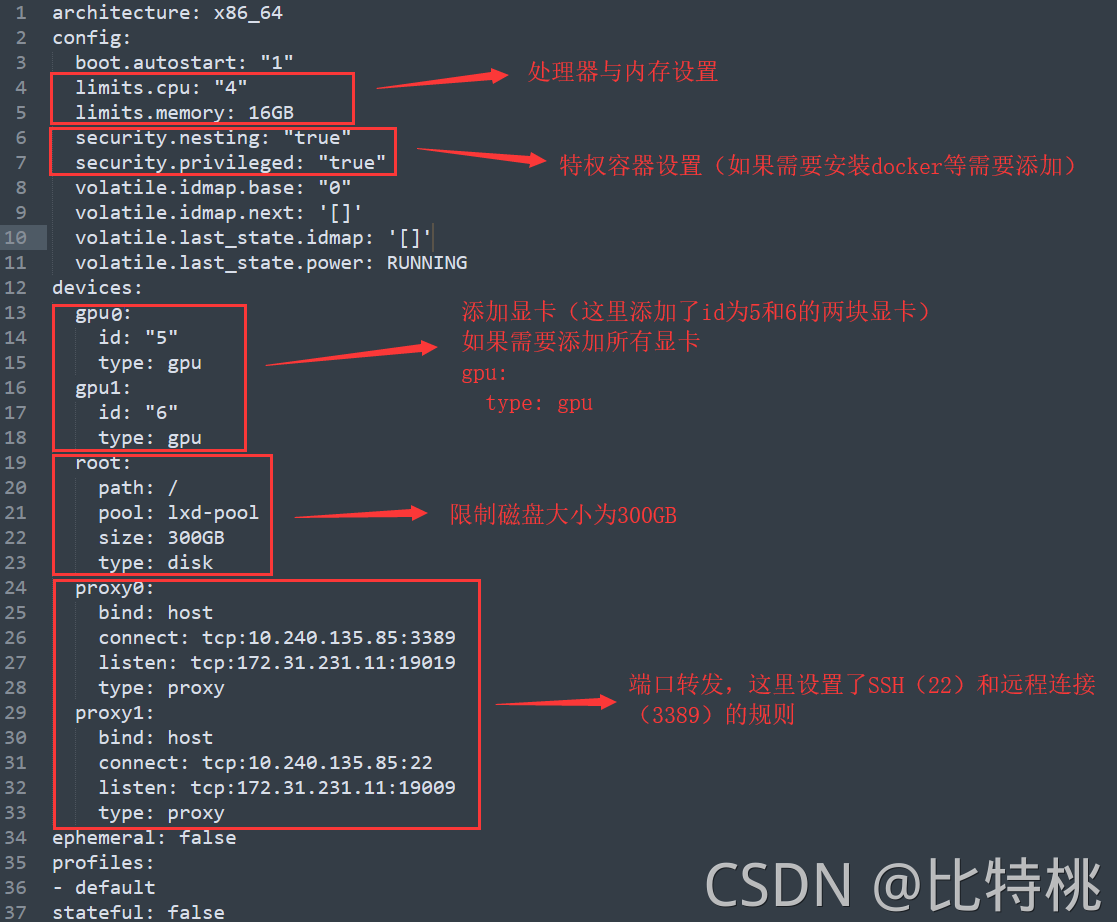 1 architecture: x86_64
2 config:
3 boot.autostart: "1"
4 limits.cpu: "4"
处理器与内存设置
5 limits.memory: 16GB
6 security.nesting: "true"
7 security.privileged: "true"
特权容器设置（如果需要安装docker等需要添加）
8 volatile.idmap.base: "0"
9 volatile.idmap.next: '[]'
10 volatile.last_state.idmap: '[]'
11 volatile.last_state.power: RUNNING
12 devices:
13 gpu0:
14 id: "5"
15 type: gpu
16 gpu1:
17 id: "6"
18 type: gpu
添加显卡（这里添加了id为5和6的两块显卡）
如果需要添加所有显卡
gpu:
type: gpu
19 root:
20 path: /
21 pool: lxd-pool
22 size: 300GB
23 type: disk
限制磁盘大小为300GB
24 proxy0:
25 bind: host
26 connect: tcp:10.240.135.85:3389
27 listen: tcp:172.31.231.11:19019
28 type: proxy
29 proxy1:
30 bind: host
31 connect: tcp:10.240.135.85:22
32 listen: tcp:172.31.231.11:19009
33 type: proxy
端口转发，这里设置了SSH（22）和远程连接
（3389）的规则
34 ephemeral: false
35 profiles:
36 - default
37 stateful: false
CSDN @比特桃